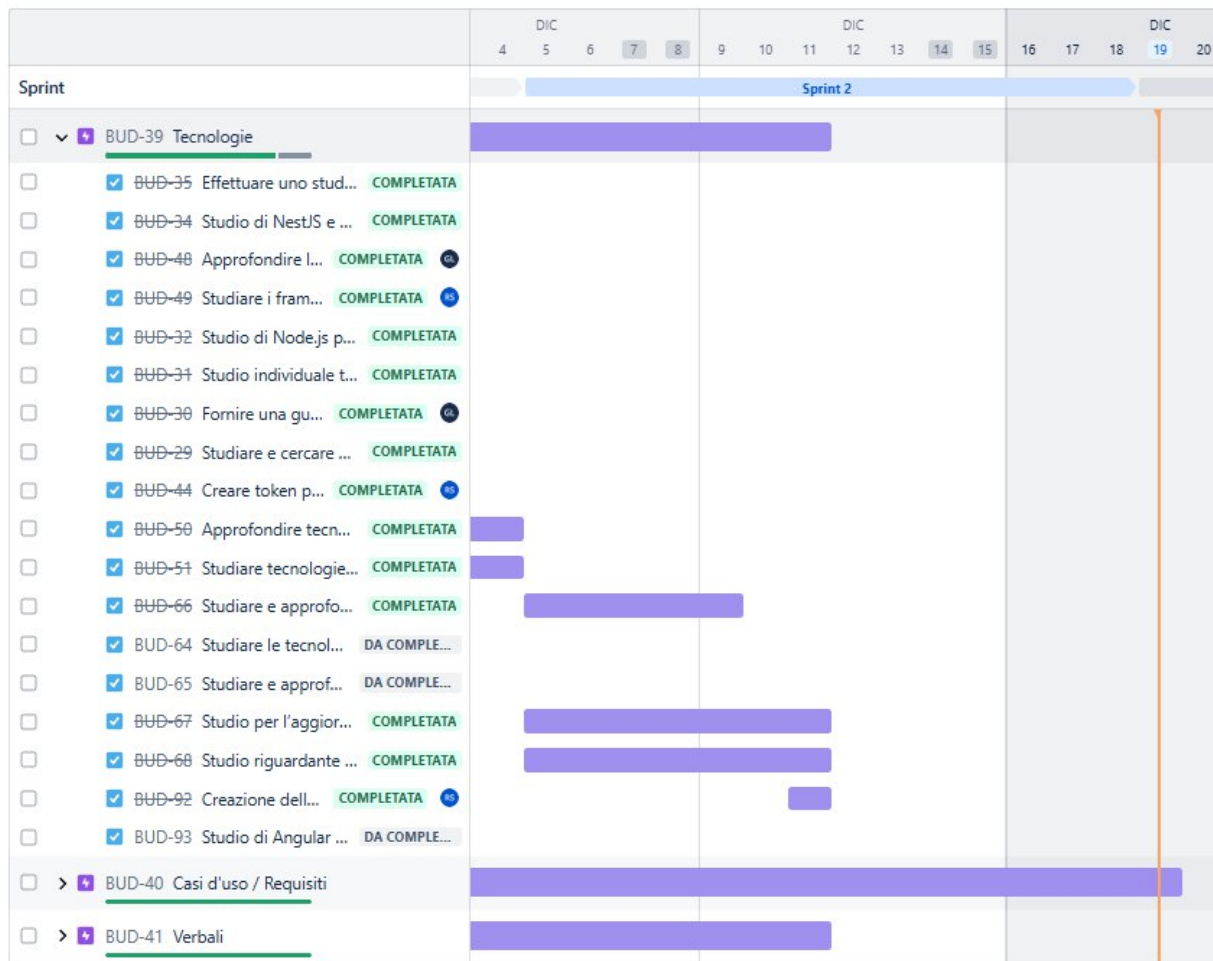 DIC DIC DIC
4 5 6 7 8 9 10 11 12 13 14 15 16 17 18 19 20
Sprint Sprint 2
BUD-39 Tecnologie
BUD-35 Effettuare uno stud... COMPLETATA
BUD-34 Studio di NestJS e ... COMPLETATA
BUD-48 Approfondire l... COMPLETATA GL
BUD-49 Studiare i fram... COMPLETATA RS
BUD-32 Studio di Node.js p... COMPLETATA
BUD-31 Studio individuale t... COMPLETATA
BUD-30 Fornire una gu... COMPLETATA GL
BUD-29 Studiare e cercare ... COMPLETATA
BUD-44 Creare token p... COMPLETATA RS
BUD-50 Approfondire tecn... COMPLETATA
BUD-51 Studiare tecnologie... COMPLETATA
BUD-66 Studiare e approfo... COMPLETATA
BUD-64 Studiare le tecnol... DA COMPLE...
BUD-65 Studiare e approf... DA COMPLE...
BUD-67 Studio per l'aggior... COMPLETATA
BUD-68 Studio riguardante ... COMPLETATA
BUD-92 Creazione dell... COMPLETATA RS
BUD-93 Studio di Angular ... DA COMPLE...
BUD-40 Casi d'uso / Requisiti
BUD-41 Verbali